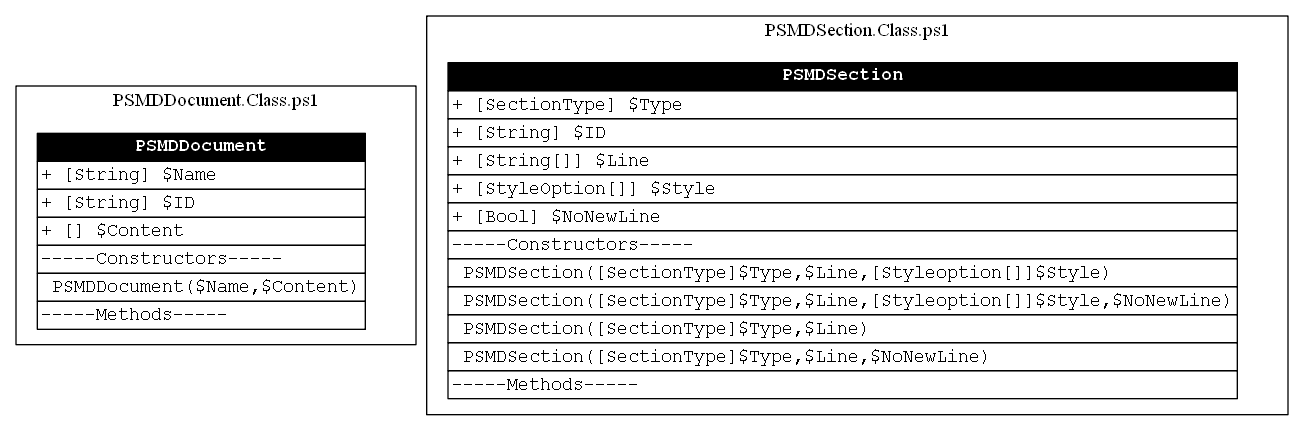 PSMDDocument.Class.ps1
PSMDDocument
+ [String] $Name
+ [String] $ID
+ [] $Content
-----Constructors-----
PSMDDocument($Name,$Content)
-----Methods-----
PSMDSection.Class.ps1
PSMDSection
+ [SectionType] $Type
+ [String] $ID
+ [String[]] $Line
+ [StyleOption[]] $Style
+ [Bool] $NoNewLine
-----Constructors-----
PSMDSection([SectionType]$Type,$Line,[Styleoption[]]$Style)
PSMDSection([SectionType]$Type,$Line,[Styleoption[]]$Style,$NoNewLine)
PSMDSection([SectionType]$Type,$Line)
PSMDSection([SectionType]$Type,$Line,$NoNewLine)
-----Methods-----